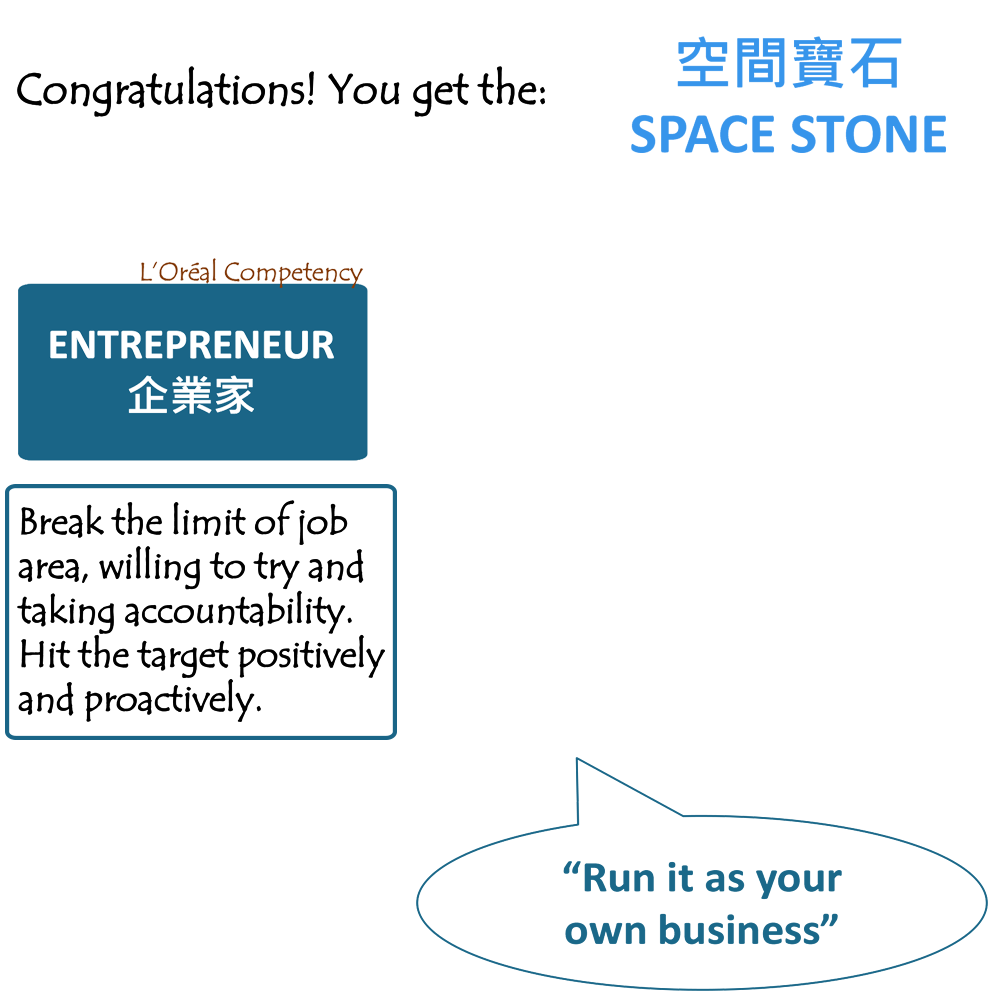 Congratulations! You get the:
空間寶石
SPACE STONE
L’Oréal Competency
ENTREPRENEUR
企業家
Break the limit of job
area, willing to try and
taking accountability.
Hit the target positively
and proactively.
“Run it as your
own business”